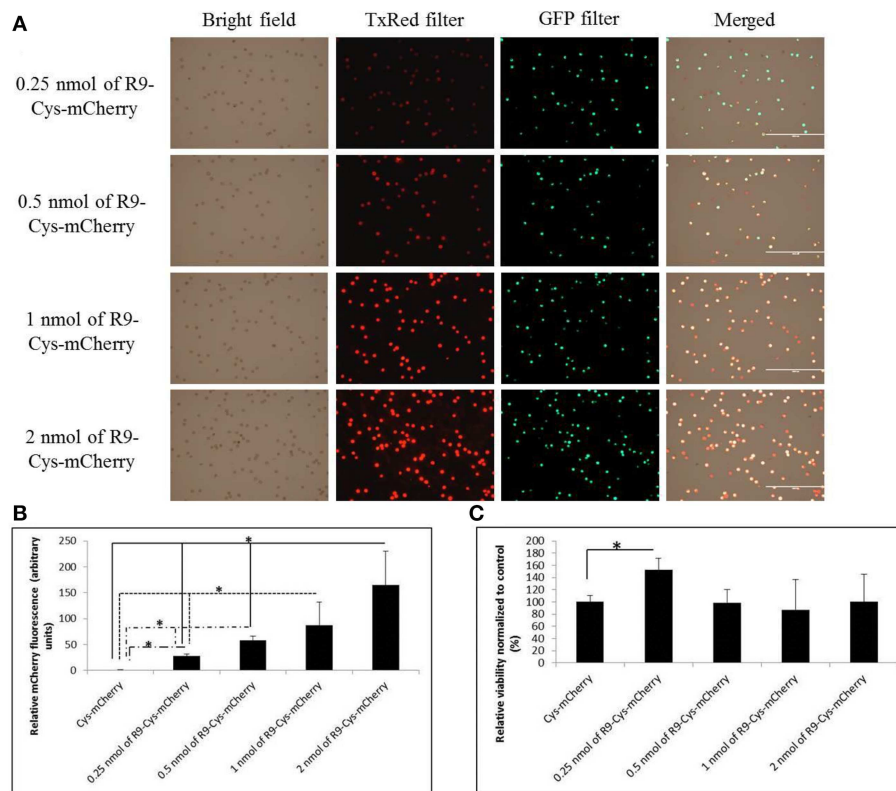 A
Bright field
TxRed filter
GFP filter
Merged
0.25 nmol of R9-
Cys-mCherry
0.5 nmol of R9-
Cys-mCherry
1 nmol of R9-
Cys-mCherry
2 nmol of R9-
Cys-mCherry
B
Relative mCherry fluorescence (arbitrary
units)
250
200
150
100
50
0
*
*
*
*
Cys-mCherry
0.25 nmol of R9-Cys-mCherry
0.5 nmol of R9-Cys-mCherry
1 nmol of R9-Cys-mCherry
2 nmol of R9-Cys-mCherry
C
Relative viability normalized to control
(%)
200
180
160
140
120
100
80
60
40
20
0
*
Cys-mCherry
0.25 nmol of R9-Cys-mCherry
0.5 nmol of R9-Cys-mCherry
1 nmol of R9-Cys-mCherry
2 nmol of R9-Cys-mCherry